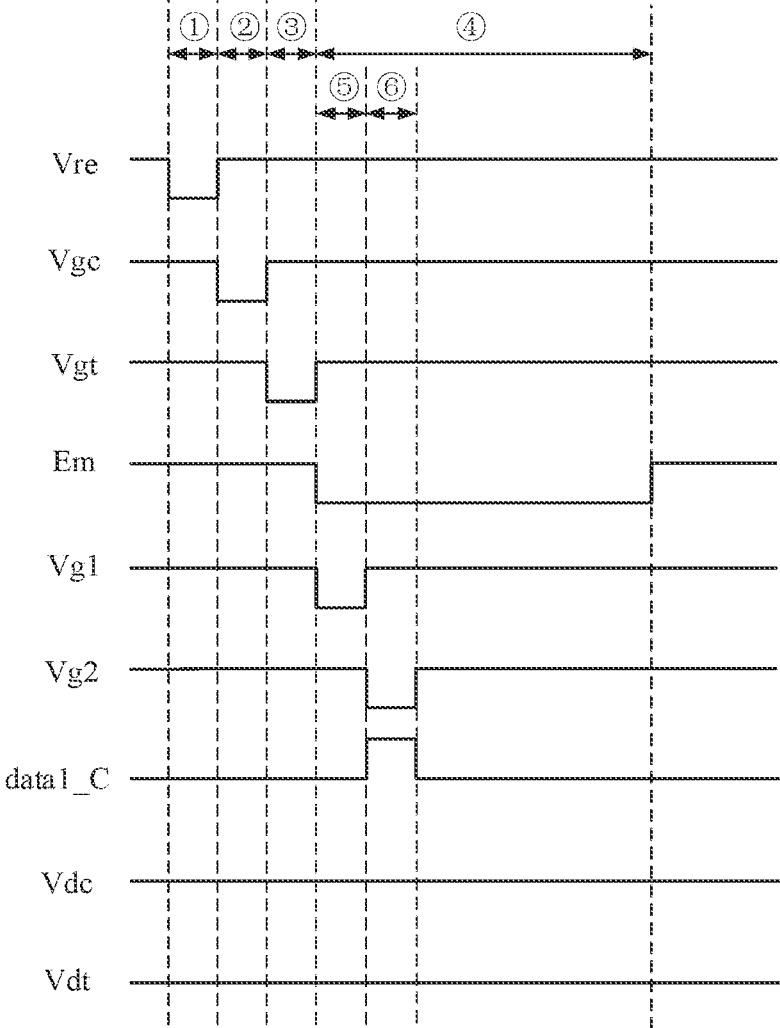 ① ② ③ ④
⑤ ⑥
Vre
Vgc
Vgt
Em
Vg1
Vg2
data1_C
Vdc
Vdt